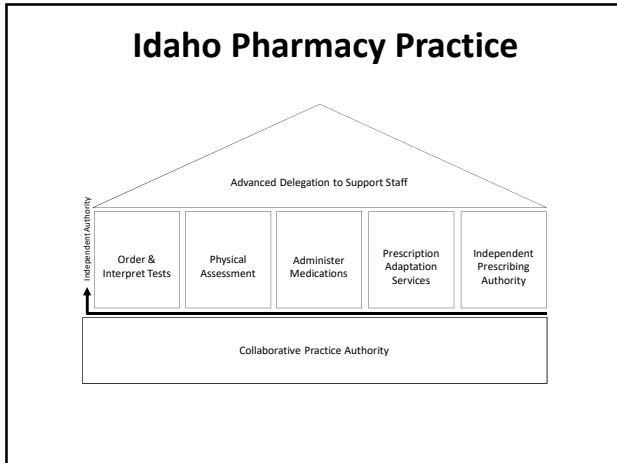 Idaho Pharmacy Practice
Advanced Delegation to Support Staff
Independent Authority
Order &
Interpret Tests
Physical
Assessment
Administer
Medications
Prescription
Adaptation
Services
Independent
Prescribing
Authority
Collaborative Practice Authority